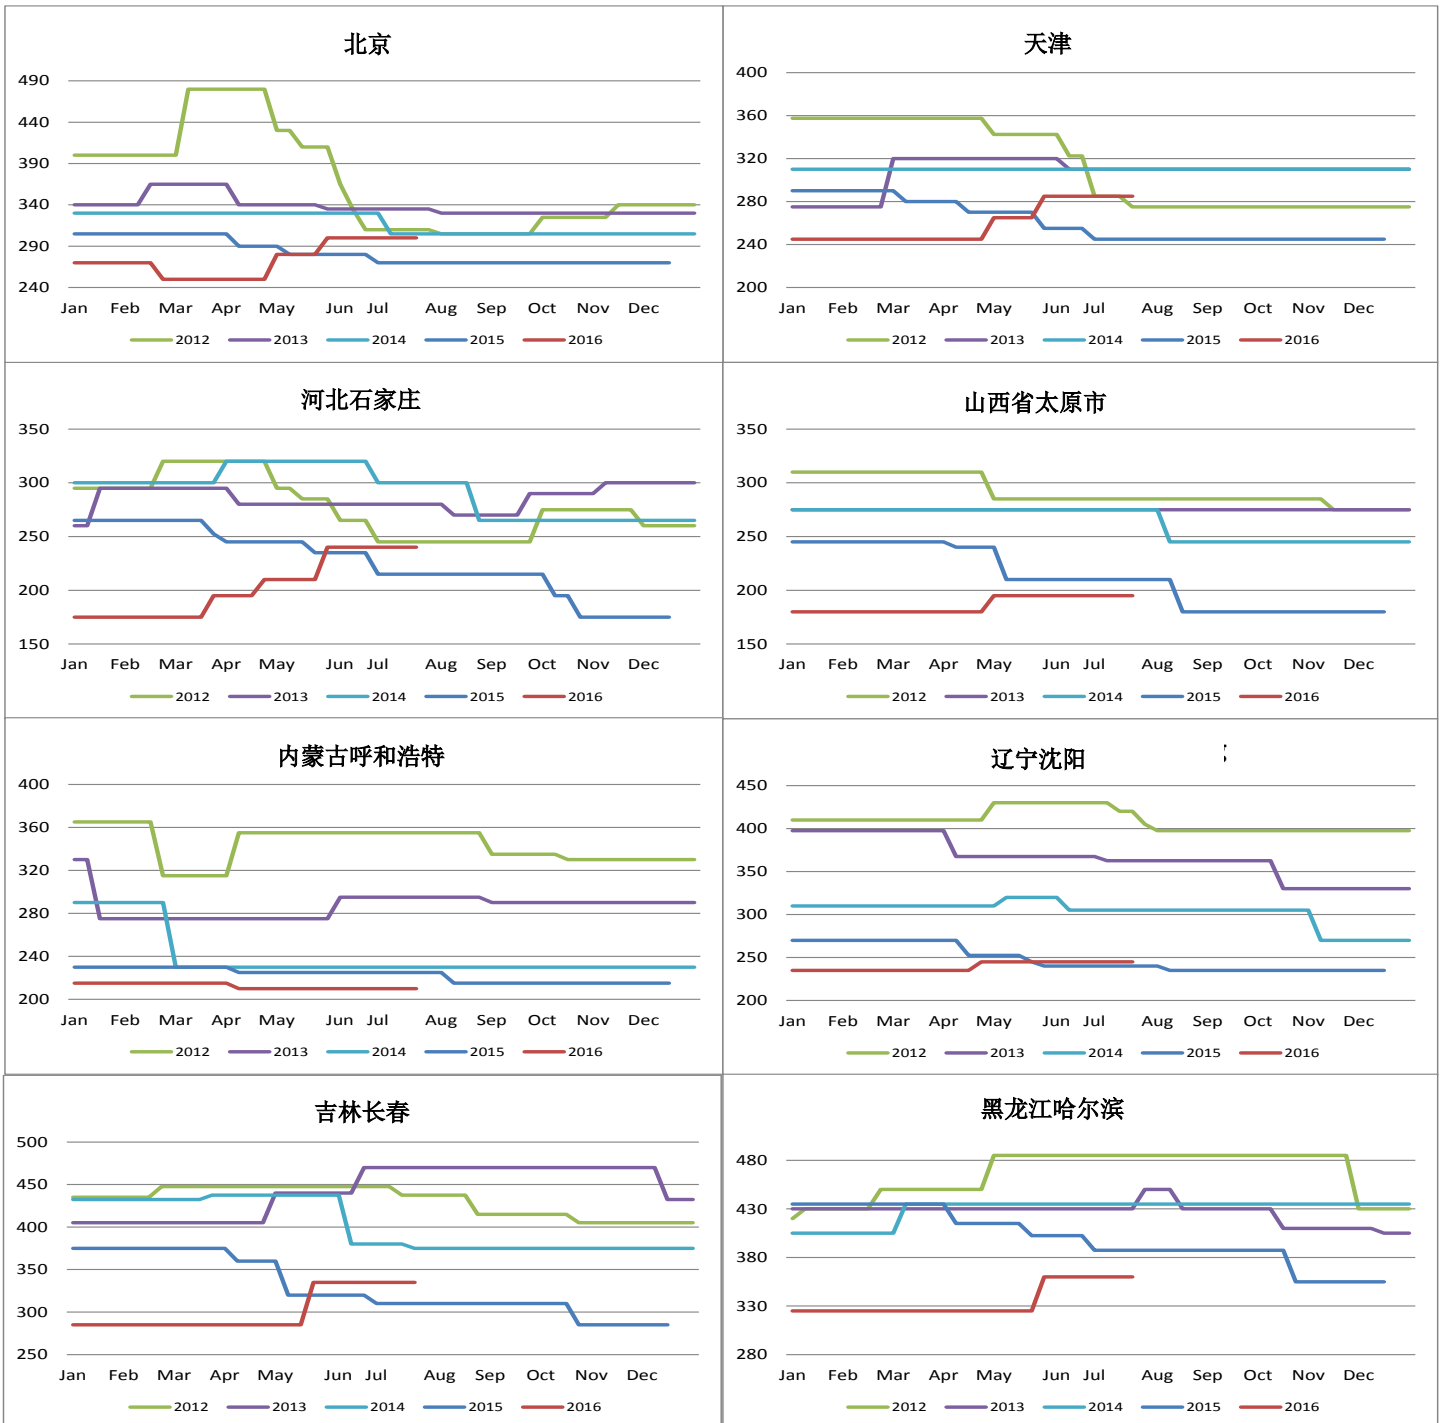 北京
490
440
390
340
290
240
Jan Feb Mar Apr May Jun Jul Aug Sep Oct Nov Dec
2012 2013 2014 2015 2016
天津
400
360
320
280
240
200
Jan Feb Mar Apr May Jun Jul Aug Sep Oct Nov Dec
2012 2013 2014 2015 2016
河北石家庄
350
300
250
200
150
Jan Feb Mar Apr May Jun Jul Aug Sep Oct Nov Dec
2012 2013 2014 2015 2016
山西省太原市
350
300
250
200
150
Jan Feb Mar Apr May Jun Jul Aug Sep Oct Nov Dec
2012 2013 2014 2015 2016
内蒙古呼和浩特
400
360
320
280
240
200
Jan Feb Mar Apr May Jun Jul Aug Sep Oct Nov Dec
2012 2013 2014 2015 2016
辽宁沈阳
450
400
350
300
250
200
Jan Feb Mar Apr May Jun Jul Aug Sep Oct Nov Dec
2012 2013 2014 2015 2016
吉林长春
500
450
400
350
300
250
Jan Feb Mar Apr May Jun Jul Aug Sep Oct Nov Dec
2012 2013 2014 2015 2016
黑龙江哈尔滨
480
430
380
330
280
Jan Feb Mar Apr May Jun Jul Aug Sep Oct Nov Dec
2012 2013 2014 2015 2016